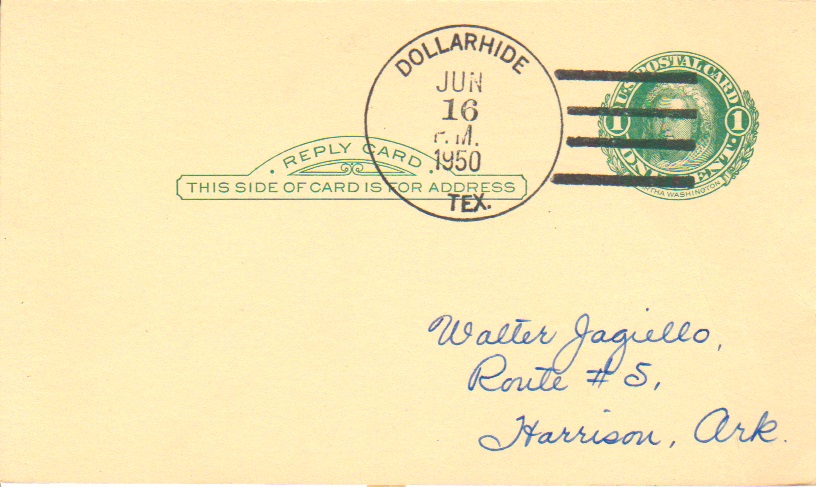 DOLLARHIDE
JUN
16
P.M.
1950
TEX.
U.S. POSTAL CARD
1 1
MARTHA WASHINGTON
REPLY CARD
THIS SIDE OF CARD IS FOR ADDRESS
Walter Jagiello,
Route # 5,
Harrison, Ark.